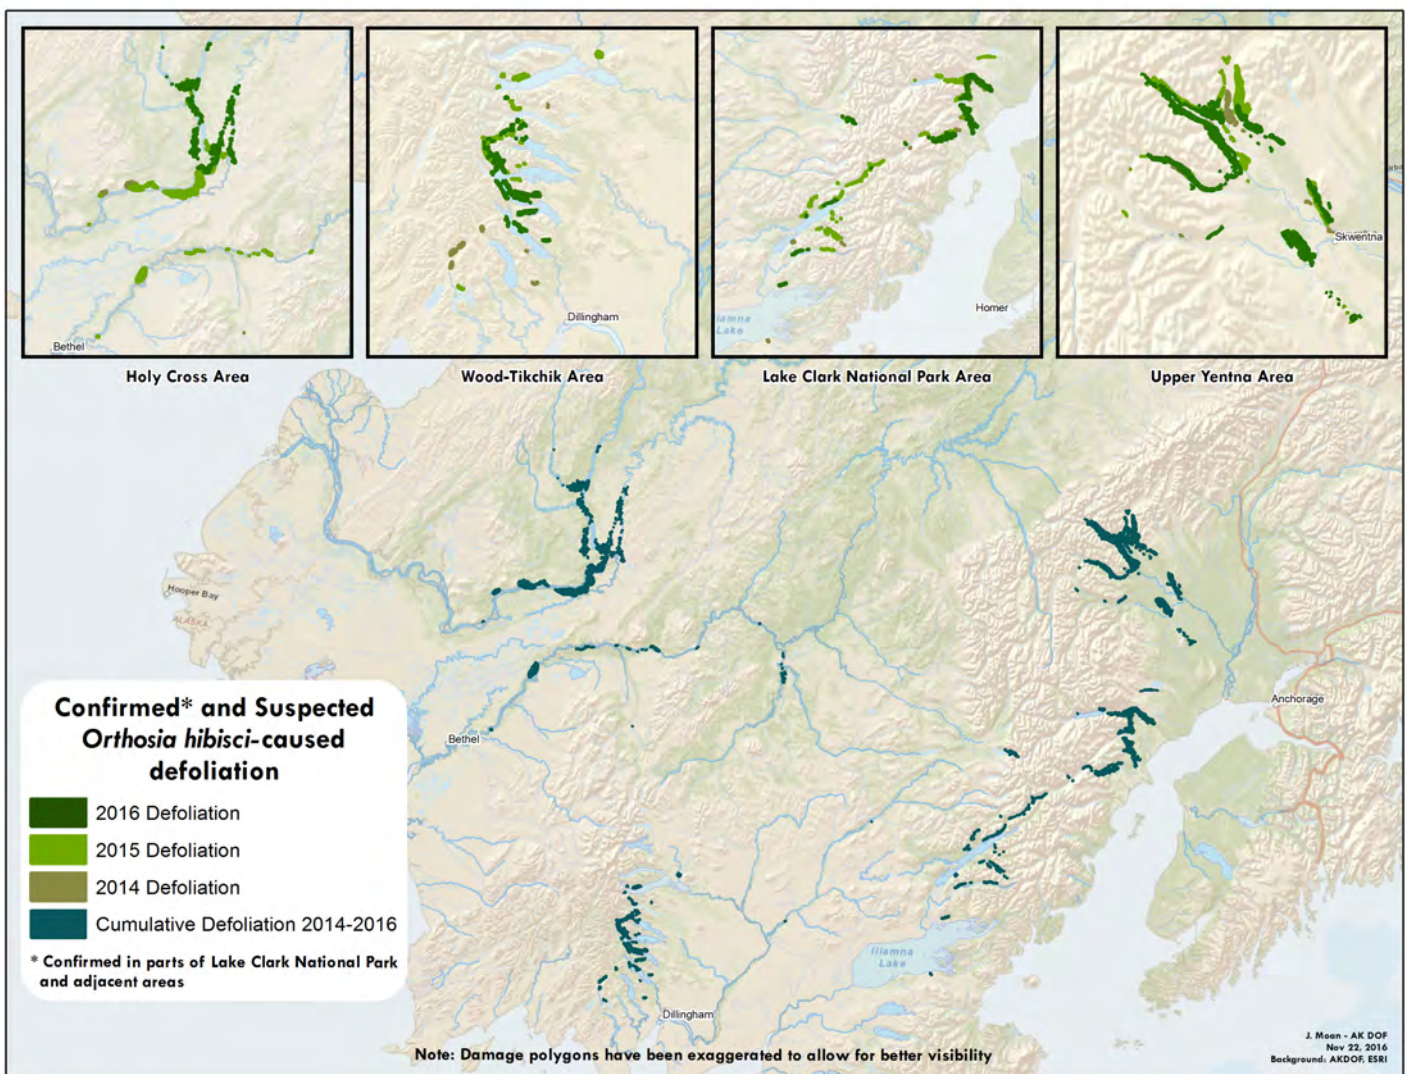 Bethel
Holy Cross Area
Dillingham
Wood-Tikchik Area
iamna
Lake
Homer
Lake Clark National Park Area
Skwentna
Upper Yentna Area
Hooper Bay
ALASKA
Bethel
Anchorage
Iliamna
Lake
Dillingham
Confirmed* and Suspected
Orthosia hibisci-caused
defoliation
2016 Defoliation
2015 Defoliation
2014 Defoliation
Cumulative Defoliation 2014-2016
* Confirmed in parts of Lake Clark National Park
and adjacent areas
Note: Damage polygons have been exaggerated to allow for better visibility
J. Moan - AK DOF
Nov 22, 2016
Background: AKDOF, ESRI